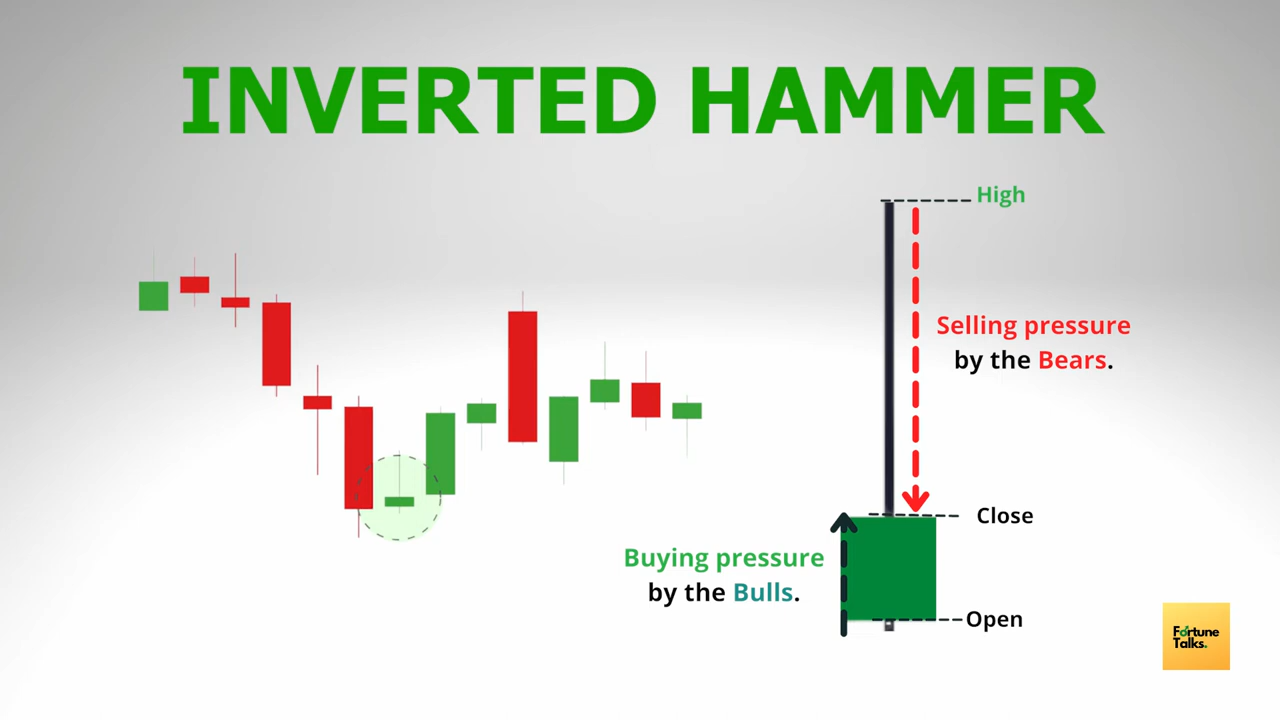 INVERTED HAMMER
High
Selling pressure
by the Bears.
Close
Buying pressure
by the Bulls.
Open
Fortune
Talks.